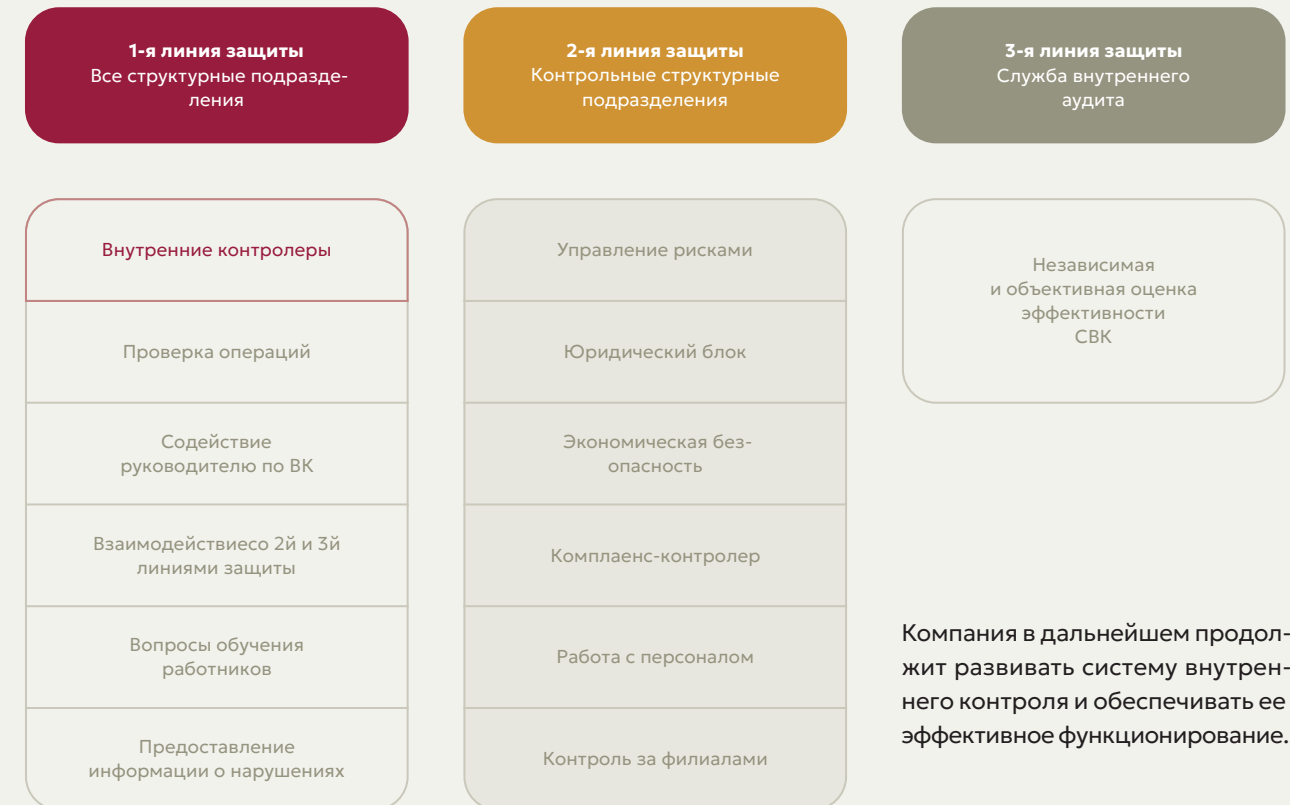 1-я линия защиты
Все структурные подразде-
ления
2-я линия защиты
Контрольные структурные
подразделения
3-я линия защиты
Служба внутреннего
аудита
Внутренние контролеры
Проверка операций
Содействие
руководителю по ВК
Взаимодействиесо 2й и 3й
линиями защиты
Вопросы обучения
работников
Предоставление
информации о нарушениях
Управление рисками
Юридический блок
Экономическая без-
опасность
Комплаенс-контролер
Работа с персоналом
Контроль за филиалами
Независимая
и объективная оценка
эффективности
СВК
Компания в дальнейшем продол-
жит развивать систему внутрен-
него контроля и обеспечивать ее
эффективное функционирование.